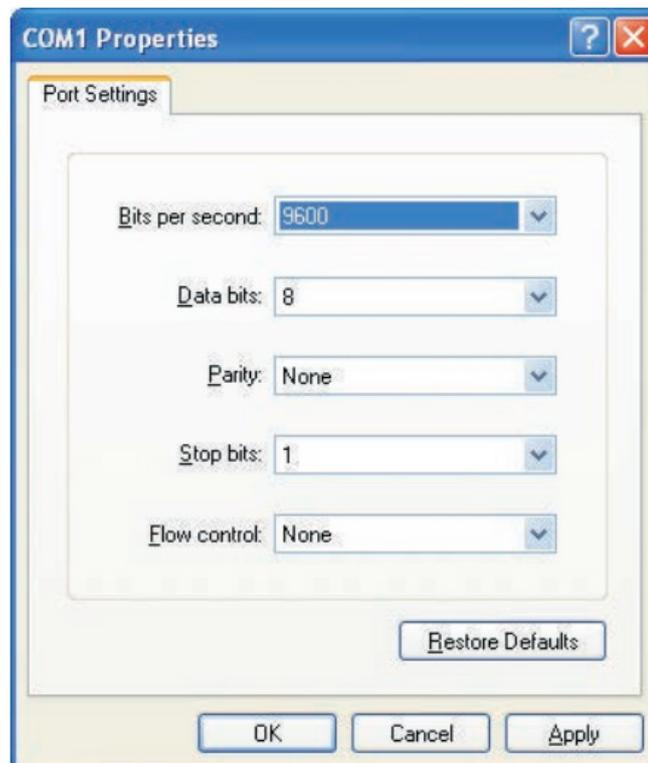 COM1 Properties
Port Settings
Bits per second: 9600
Data bits: 8
Parity: None
Stop bits: 1
Flow control: None
Restore Defaults
OK Cancel Apply